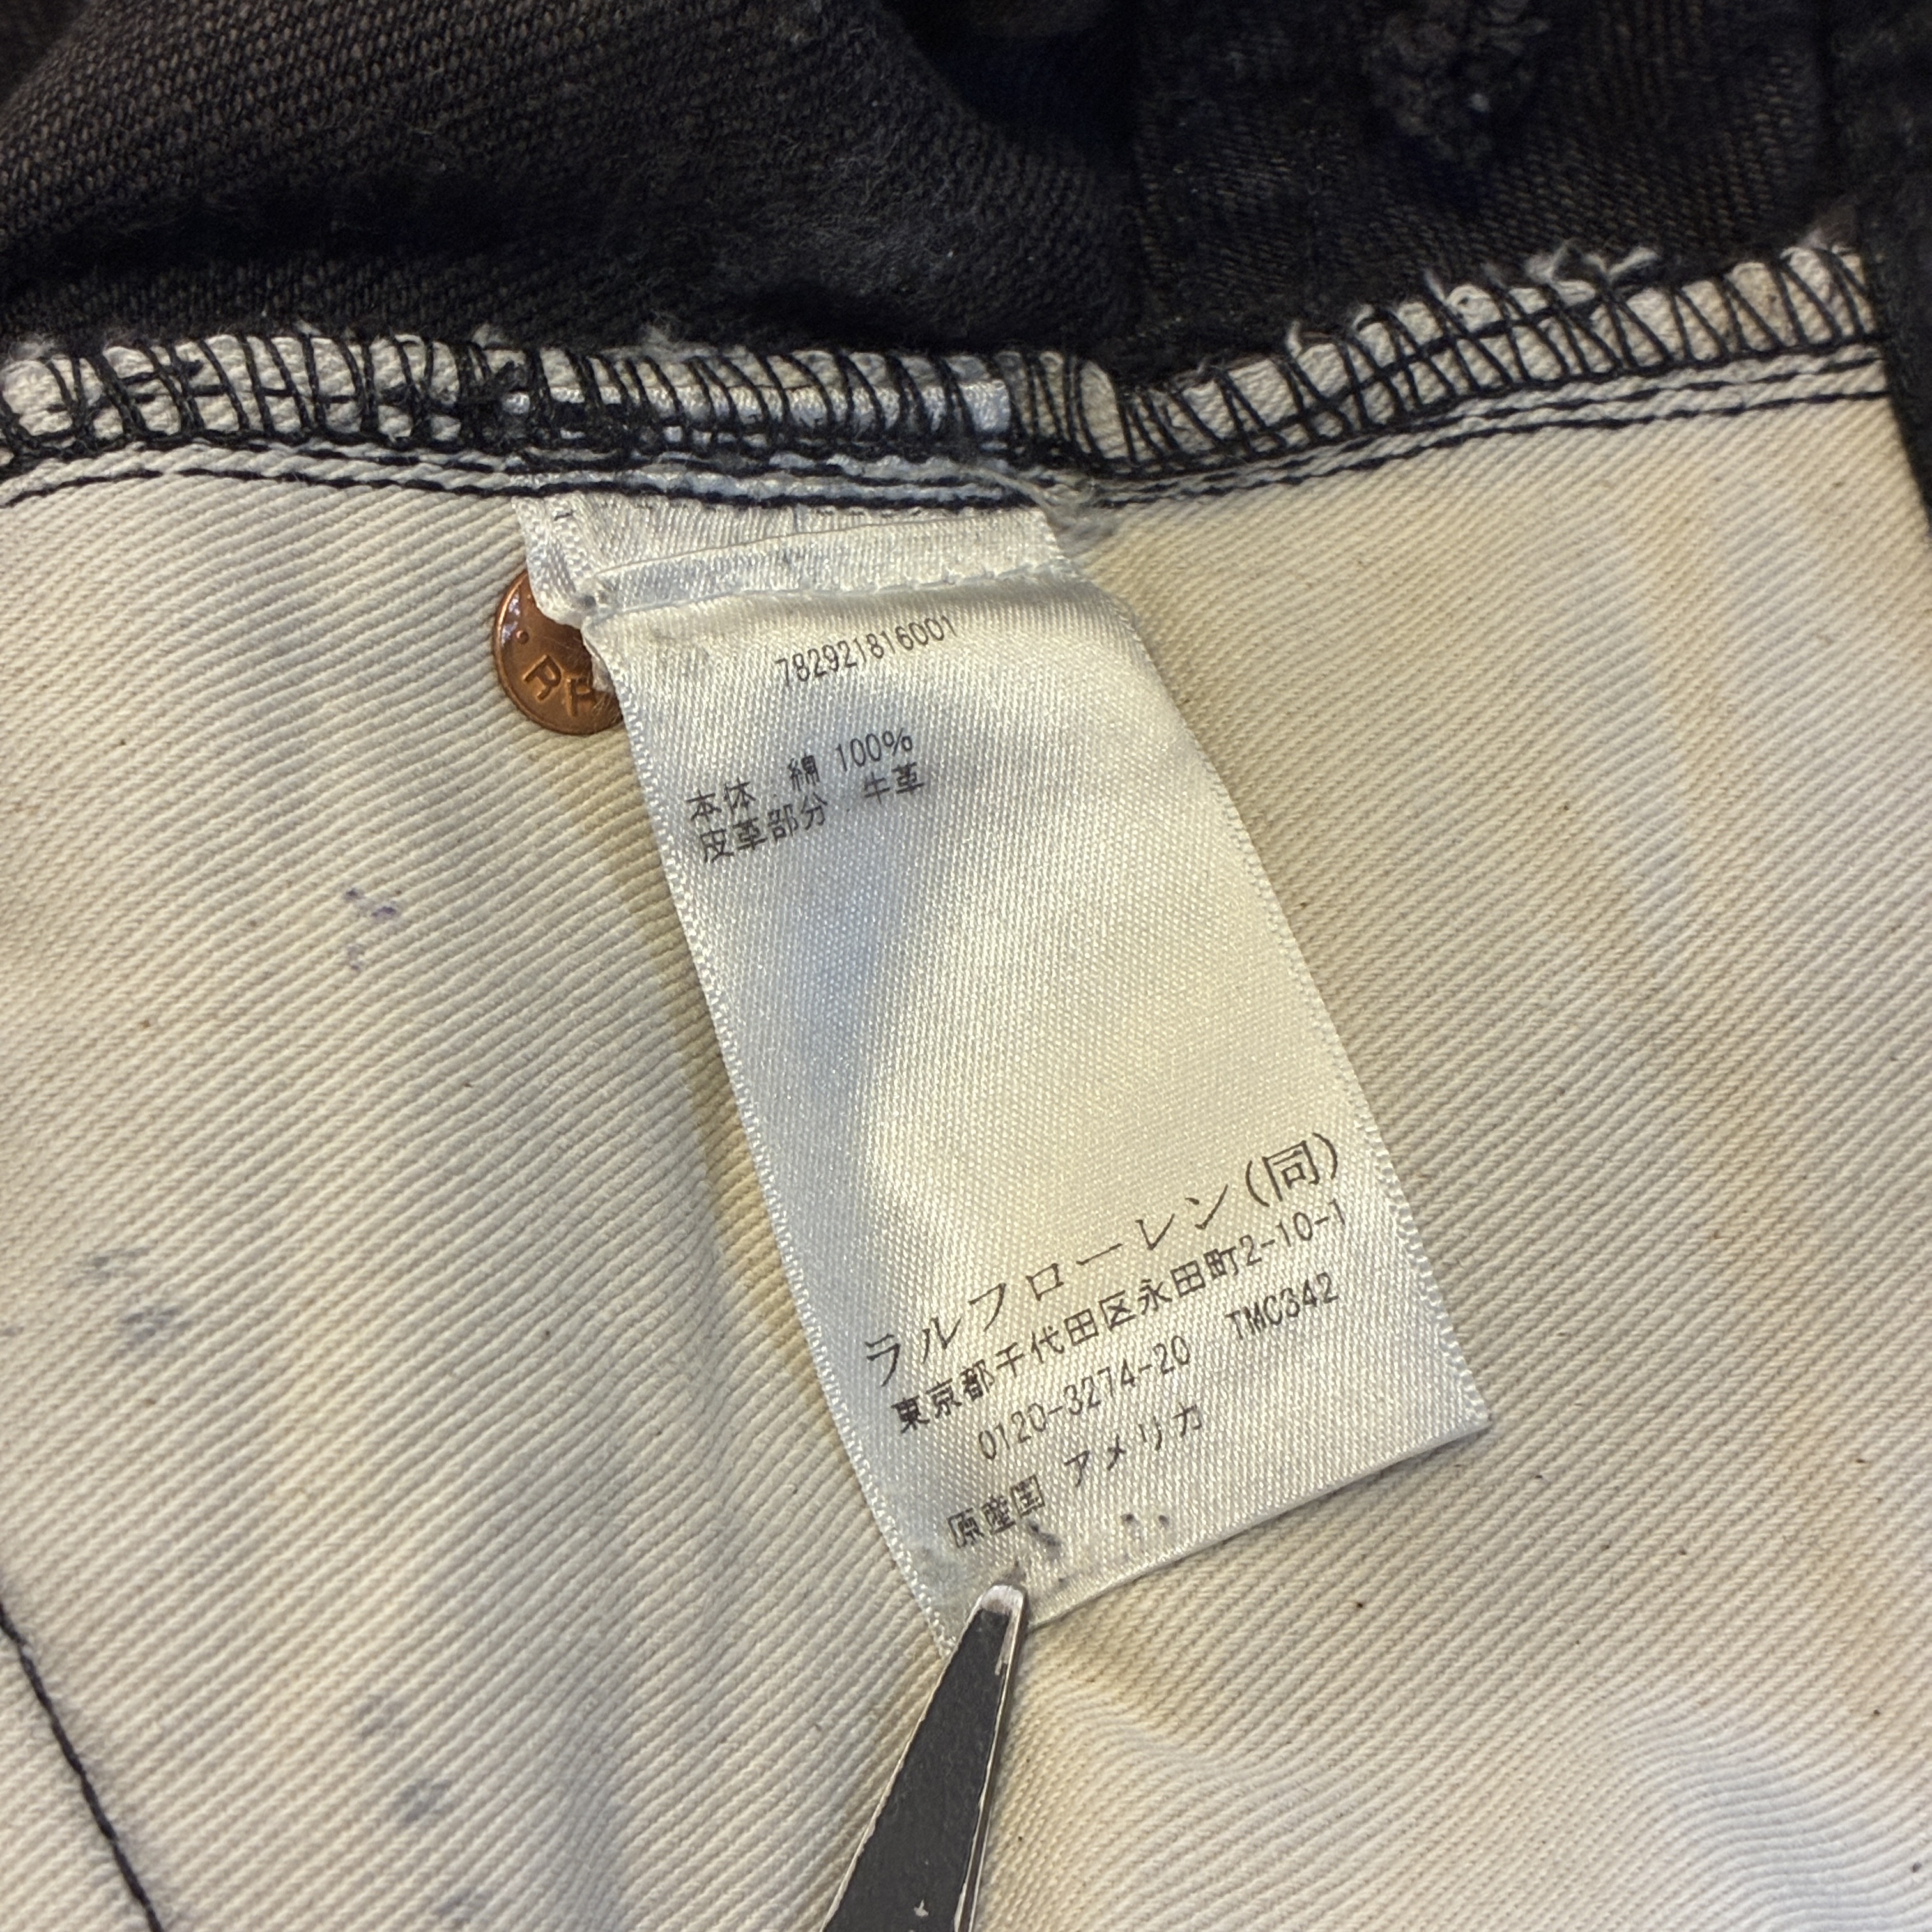 782921816001
本体 綿 100%
皮革部分 牛革
ラルフローレン(同)
東京都千代田区永田町2-10-1
0120-3274-20 TMC342
原産国 アメリカ